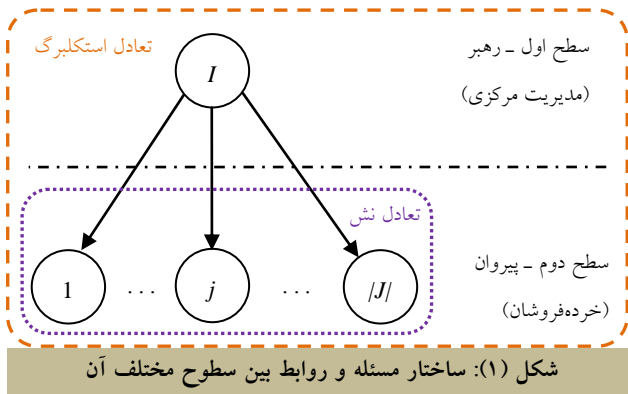 تعادل استکلبرگ
سطح اول ـ رهبر
(مدیریت مرکزی)
I
تعادل نش
1 ... j ... |J|
سطح دوم ـ پیروان
(خرده‌فروشان)
شکل (۱): ساختار مسئله و روابط بین سطوح مختلف آن